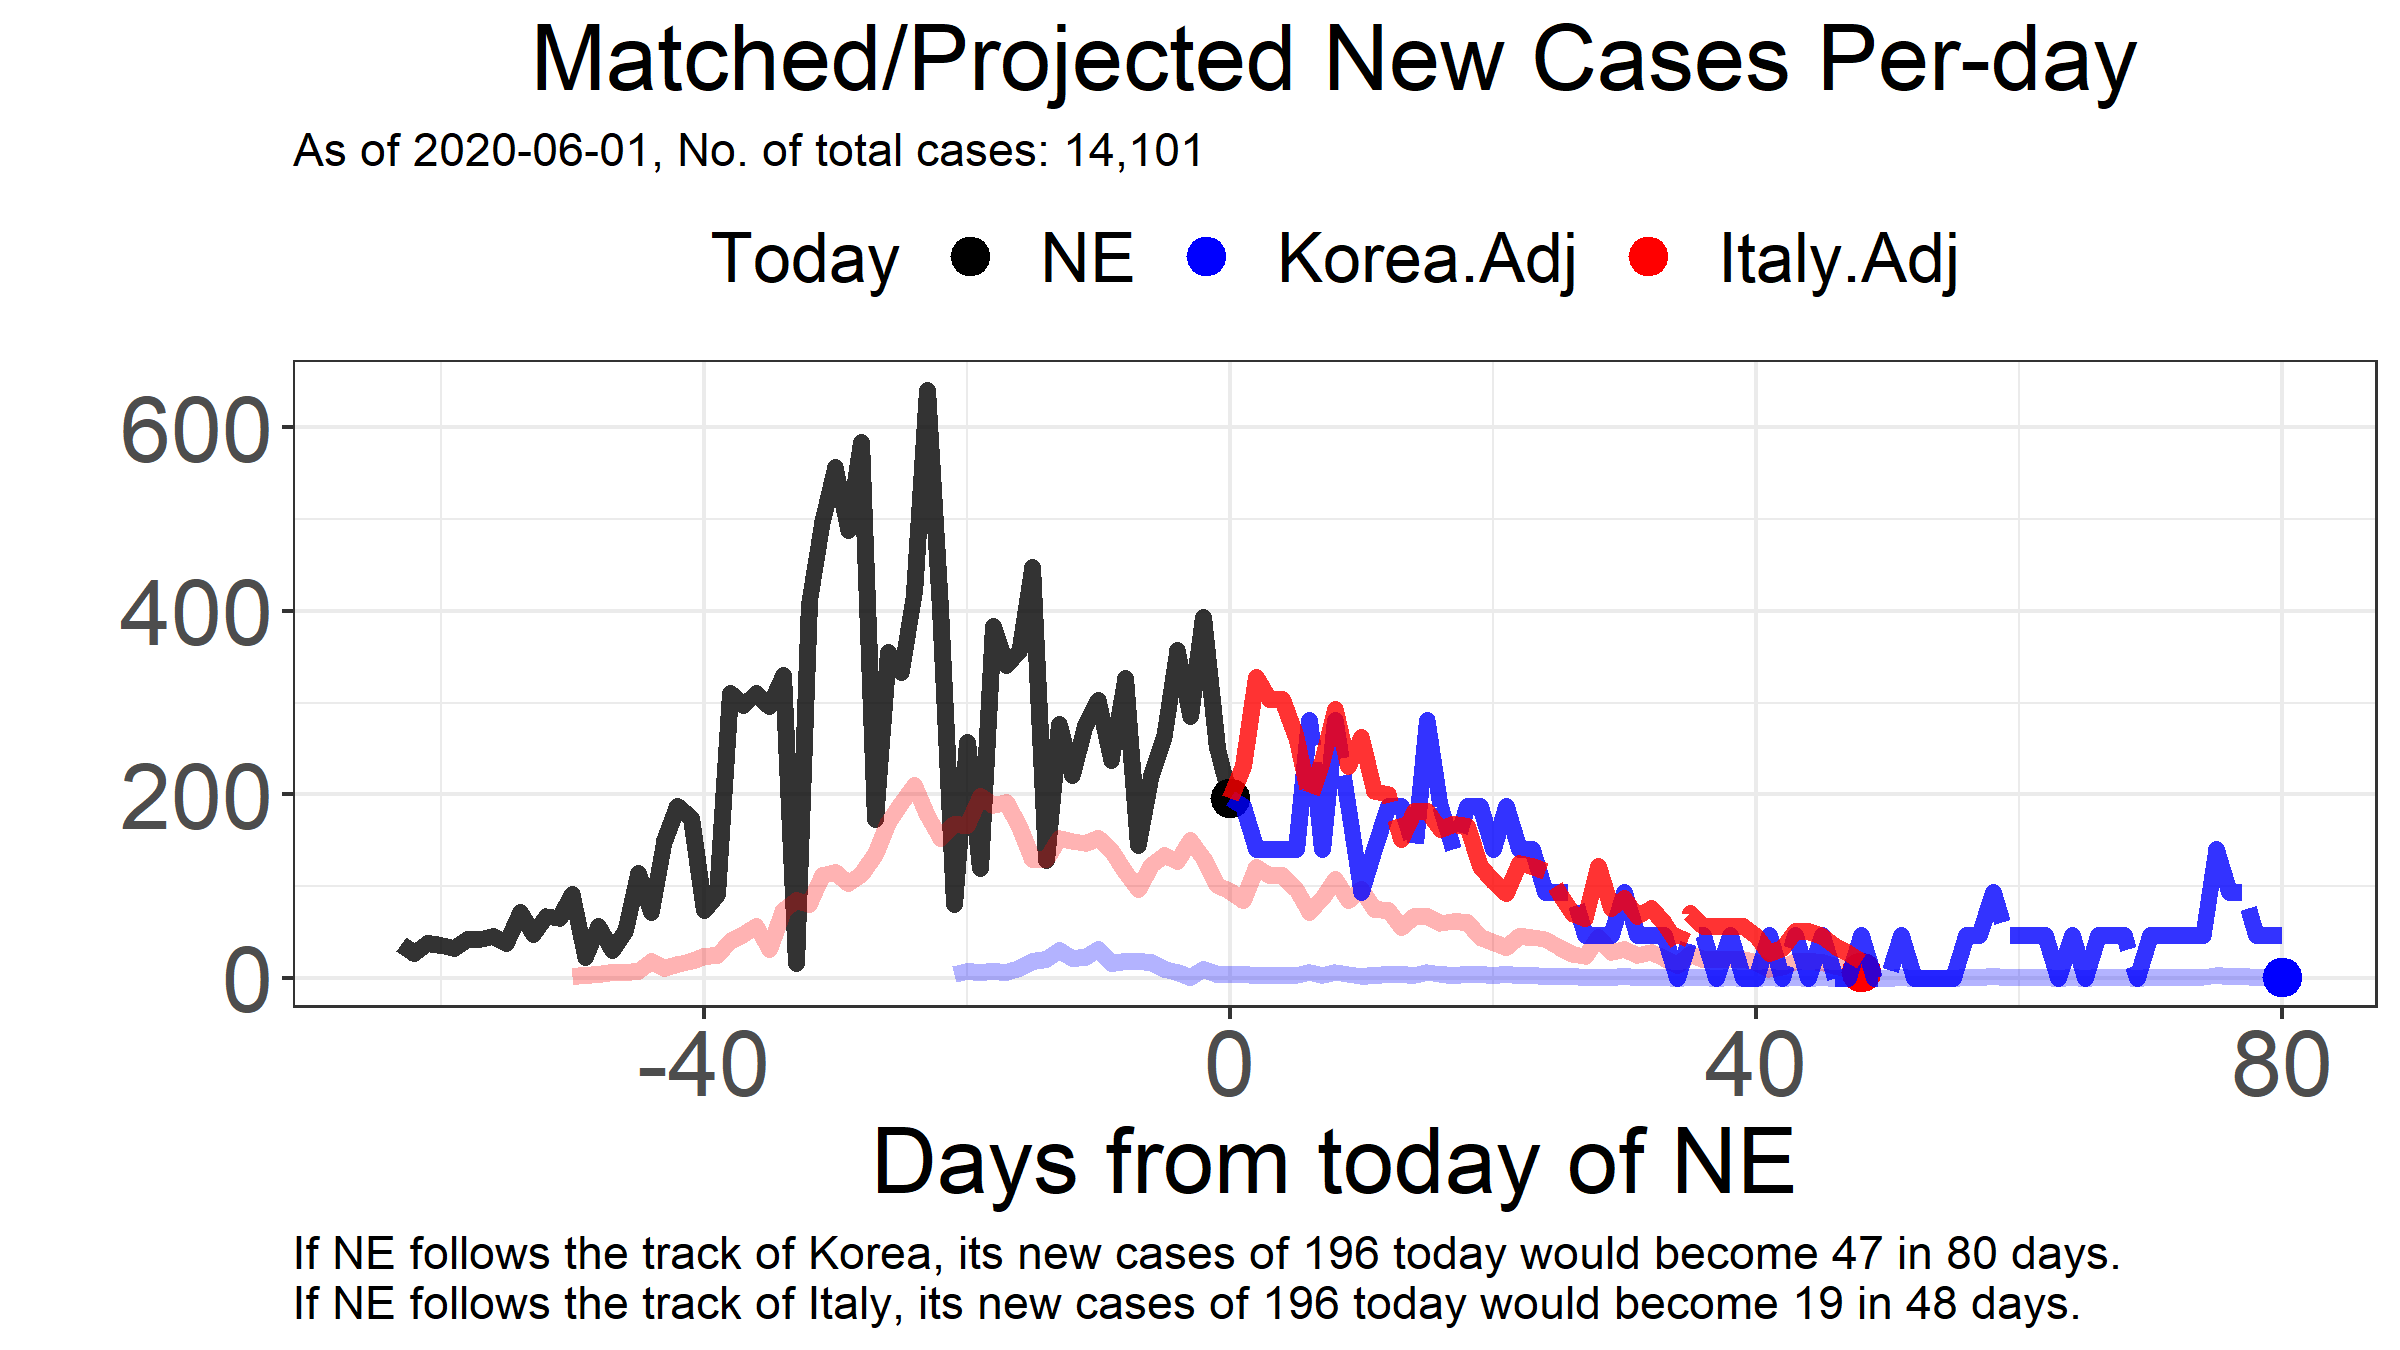 Matched/Projected New Cases Per-day
As of 2020-06-01, No. of total cases: 14,101
Today NE Korea.Adj Italy.Adj
600
400
200
0
-40 0 40 80
Days from today of NE
If NE follows the track of Korea, its new cases of 196 today would become 47 in 80 days.
If NE follows the track of Italy, its new cases of 196 today would become 19 in 48 days.